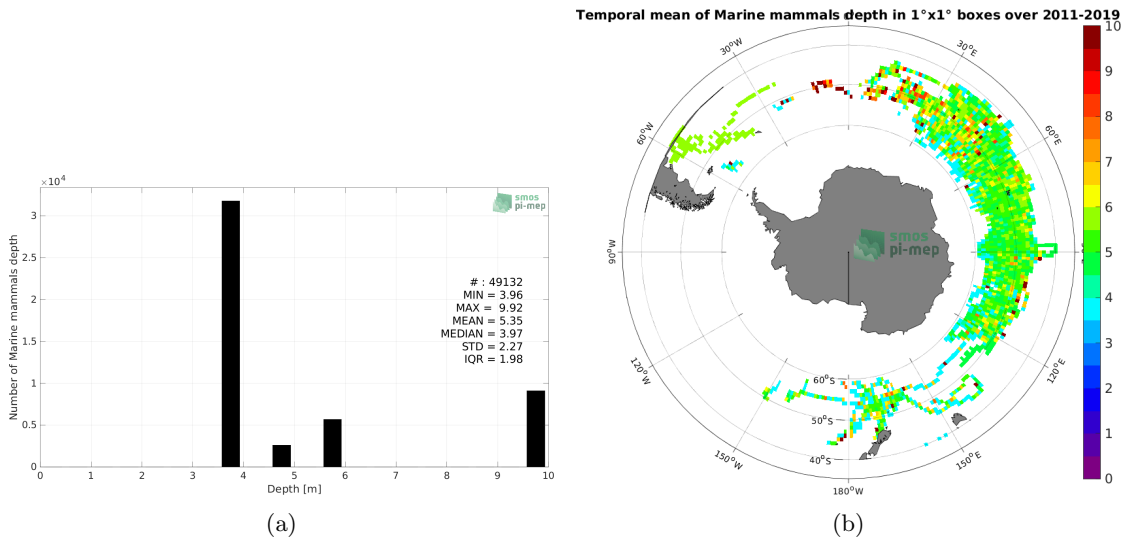 Temporal mean of Marine mammals depth in 1°x1° boxes over 2011-2019
×10⁴
3
2.5
2
1.5
1
0.5
0
0 1 2 3 4 5 6 7 8 9 10
Number of Marine mammals depth
Depth [m]
smos
pi-mep
# : 49132
MIN = 3.96
MAX = 9.92
MEAN = 5.35
MEDIAN = 3.97
STD = 2.27
IQR = 1.98
(a)
0°
30°W
30°E
60°W
60°E
90°W
120°W
120°E
150°W
150°E
180°W
60°S
50°S
40°S
smos
pi-mep
10
9
8
7
6
5
4
3
2
1
0
(b)